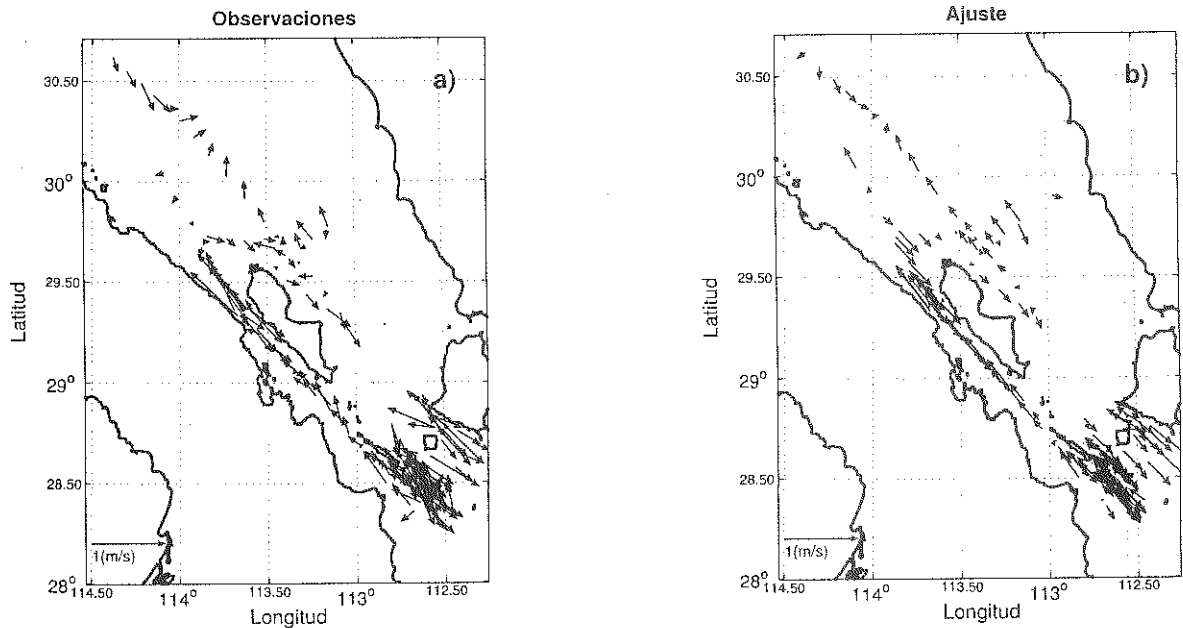 Observaciones
a)
30.50
30°
29.50
29°
28.50
28°
Latitud
1(m/s)
114.50
114°
113.50
113°
112.50
Longitud
Ajuste
b)
30.50
30°
29.50
29°
28.50
28°
Latitud
1(m/s)
114.50
114°
113.50
113°
112.50
Longitud